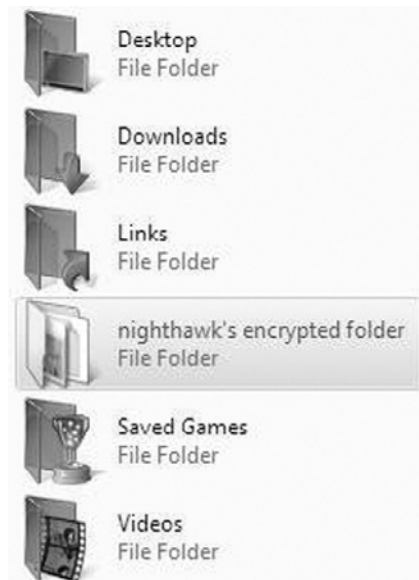 Desktop
File Folder
Downloads
File Folder
Links
File Folder
nighthawk's encrypted folder
File Folder
Saved Games
File Folder
Videos
File Folder